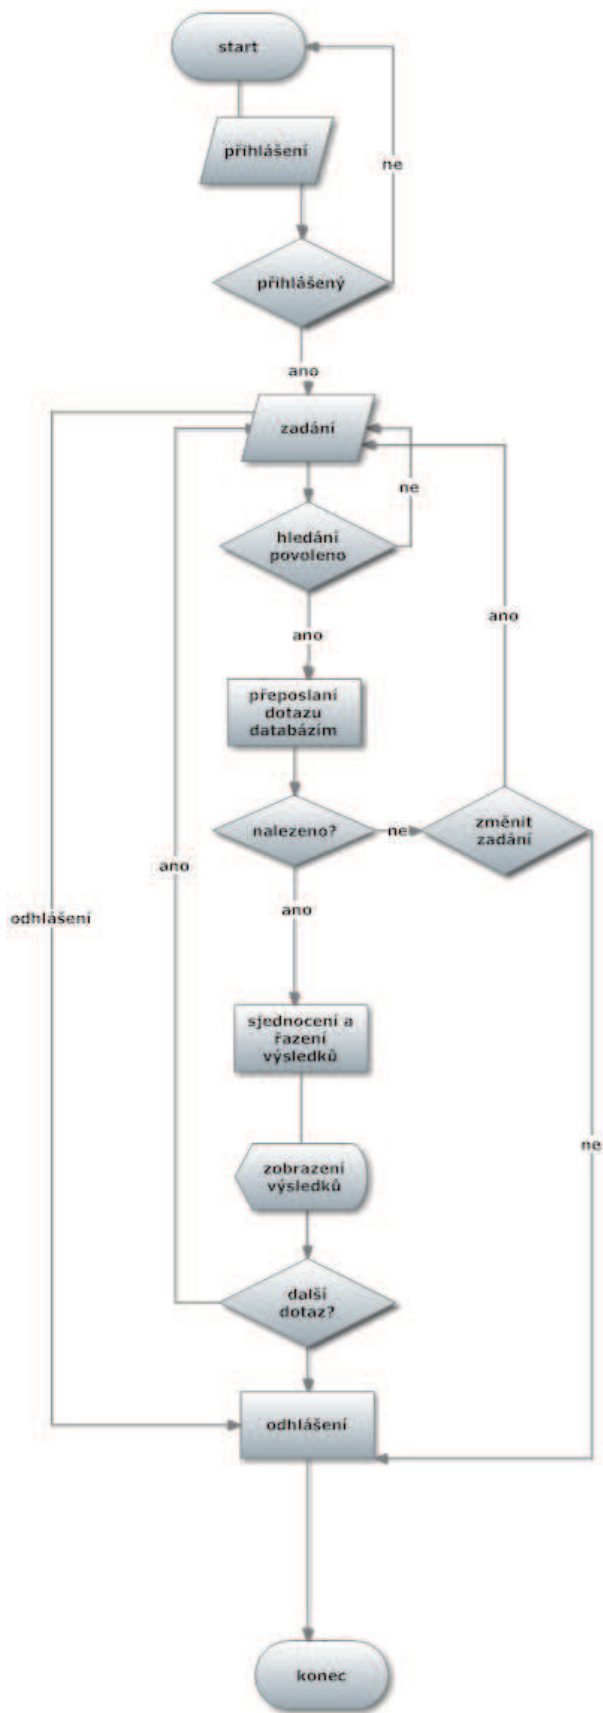 start
přihlášení
ne
přihlášený
ano
zadání
ne
hledání
povoleno
ano
ano
přeposlaní
dotazu
databázím
nalezeno?
ne
změnit
zadání
ano
ano
odhlášení
sjednocení a
řazení
výsledků
ne
zobrazení
výsledků
další
dotaz?
odhlášení
konec